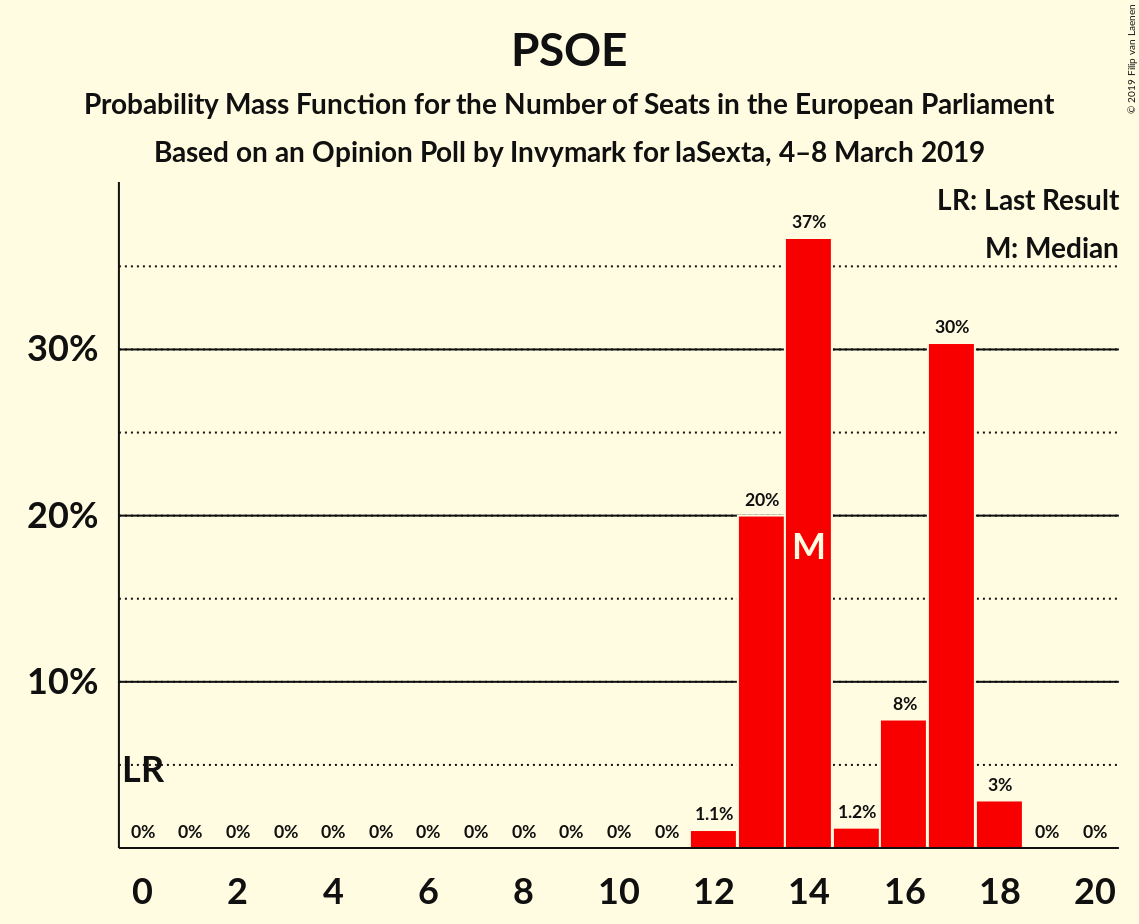 PSOE
Probability Mass Function for the Number of Seats in the European Parliament
Based on an Opinion Poll by Invymark for laSexta, 4–8 March 2019
© 2019 Filip van Laenen
LR: Last Result
M: Median
37%
30%
30%
20%
20%
M
10%
8%
LR
3%
1.1%
1.2%
0% 0% 0% 0% 0% 0% 0% 0% 0% 0% 0% 0% 0% 0%
0 2 4 6 8 10 12 14 16 18 20